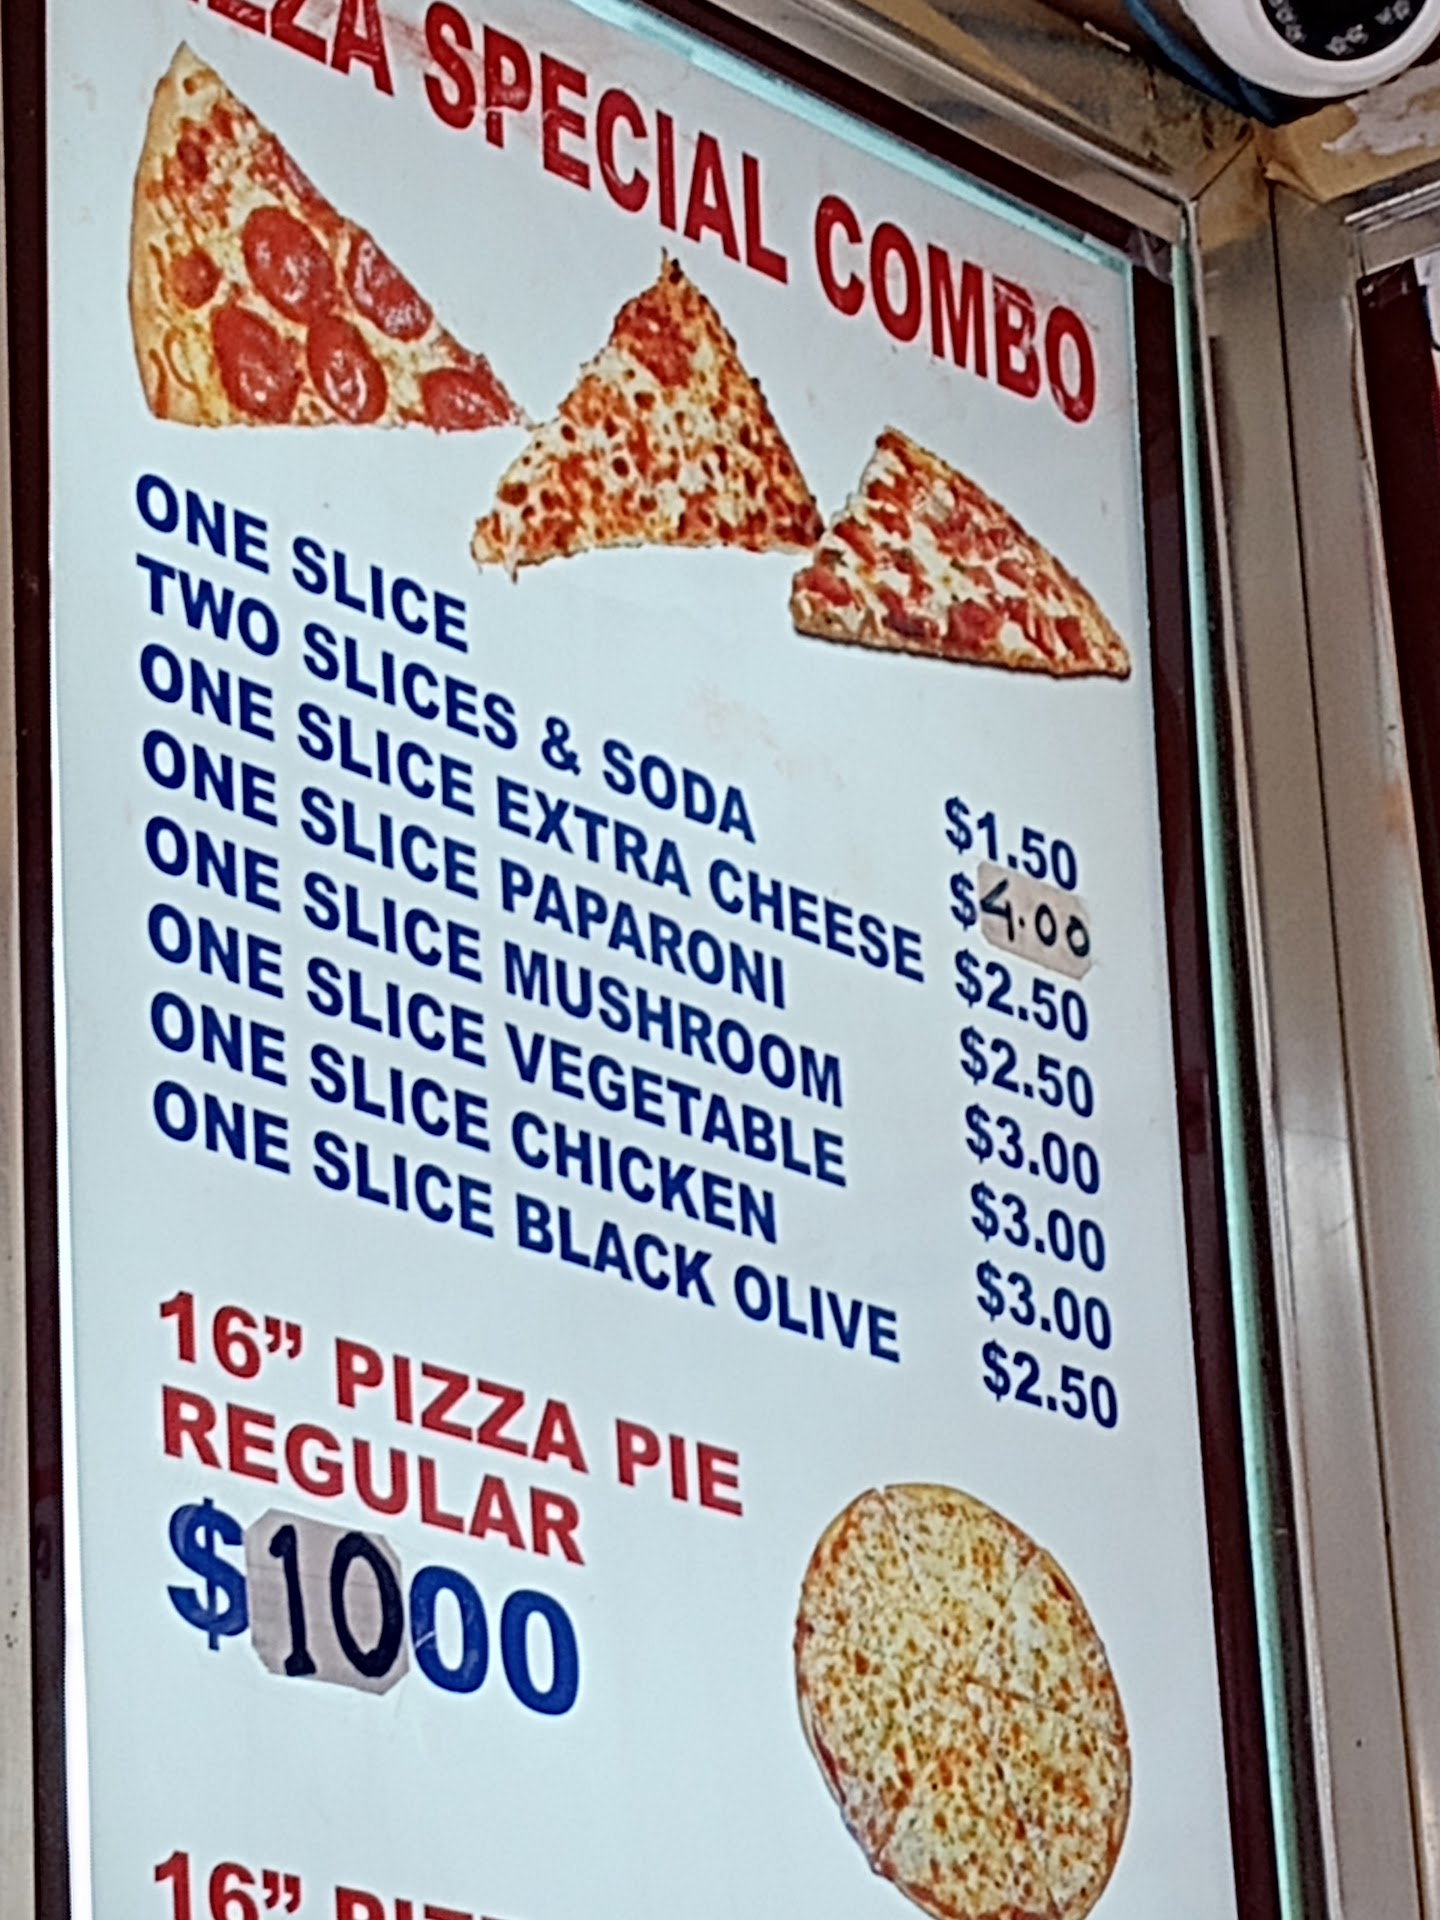 PIZZA SPECIAL COMBO
ONE SLICE $1.50
TWO SLICES & SODA $4.00
ONE SLICE EXTRA CHEESE $2.50
ONE SLICE PAPARONI $2.50
ONE SLICE MUSHROOM $3.00
ONE SLICE VEGETABLE $3.00
ONE SLICE CHICKEN $3.00
ONE SLICE BLACK OLIVE $2.50
16” PIZZA PIE
REGULAR
$1000
16”